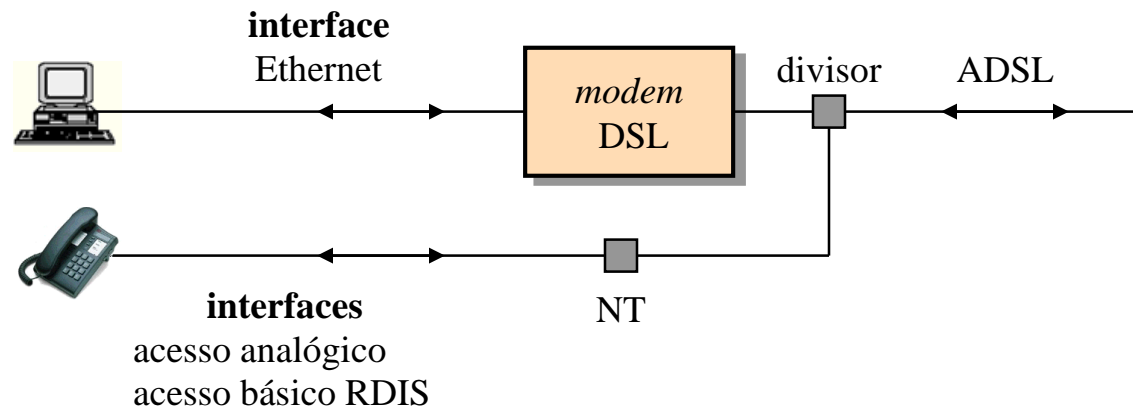 interface
Ethernet
modem
DSL
divisor
ADSL
interfaces
acesso analógico
acesso básico RDIS
NT